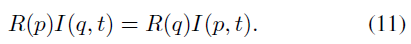 R(p)I(q, t) = R(q)I(p, t). (11)